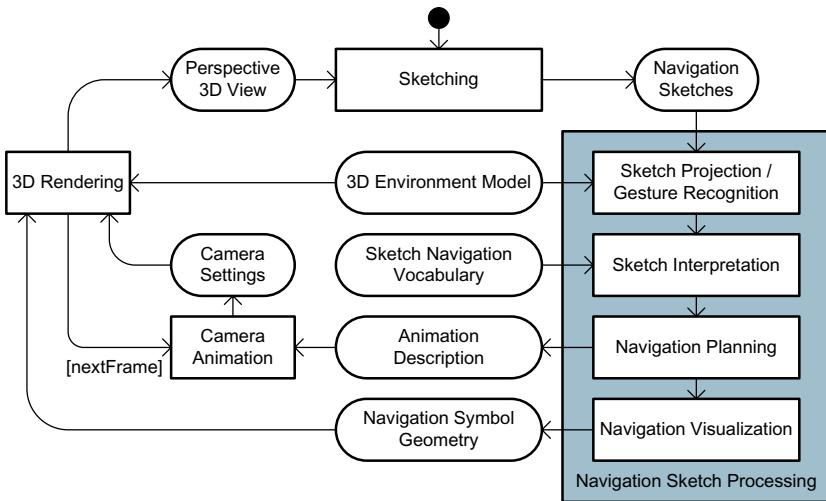 Perspective
3D View
Sketching
Navigation
Sketches
3D Rendering
3D Environment Model
Sketch Projection /
Gesture Recognition
Camera
Settings
Sketch Navigation
Vocabulary
Sketch Interpretation
[nextFrame]
Camera
Animation
Animation
Description
Navigation Planning
Navigation Symbol
Geometry
Navigation Visualization
Navigation Sketch Processing